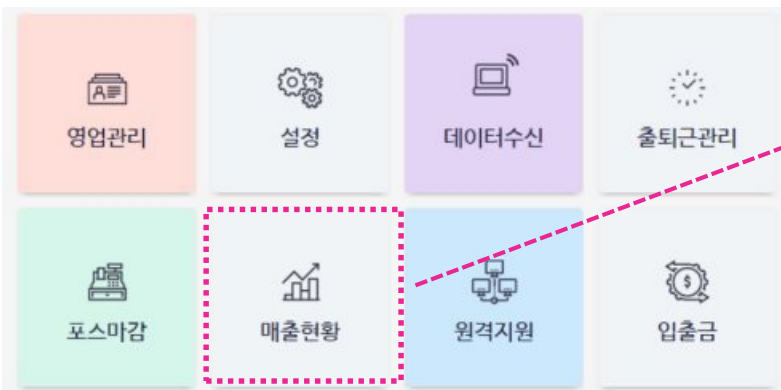 영업관리
설정
데이터수신
출퇴근관리
포스마감
매출현황
원격지원
입출금